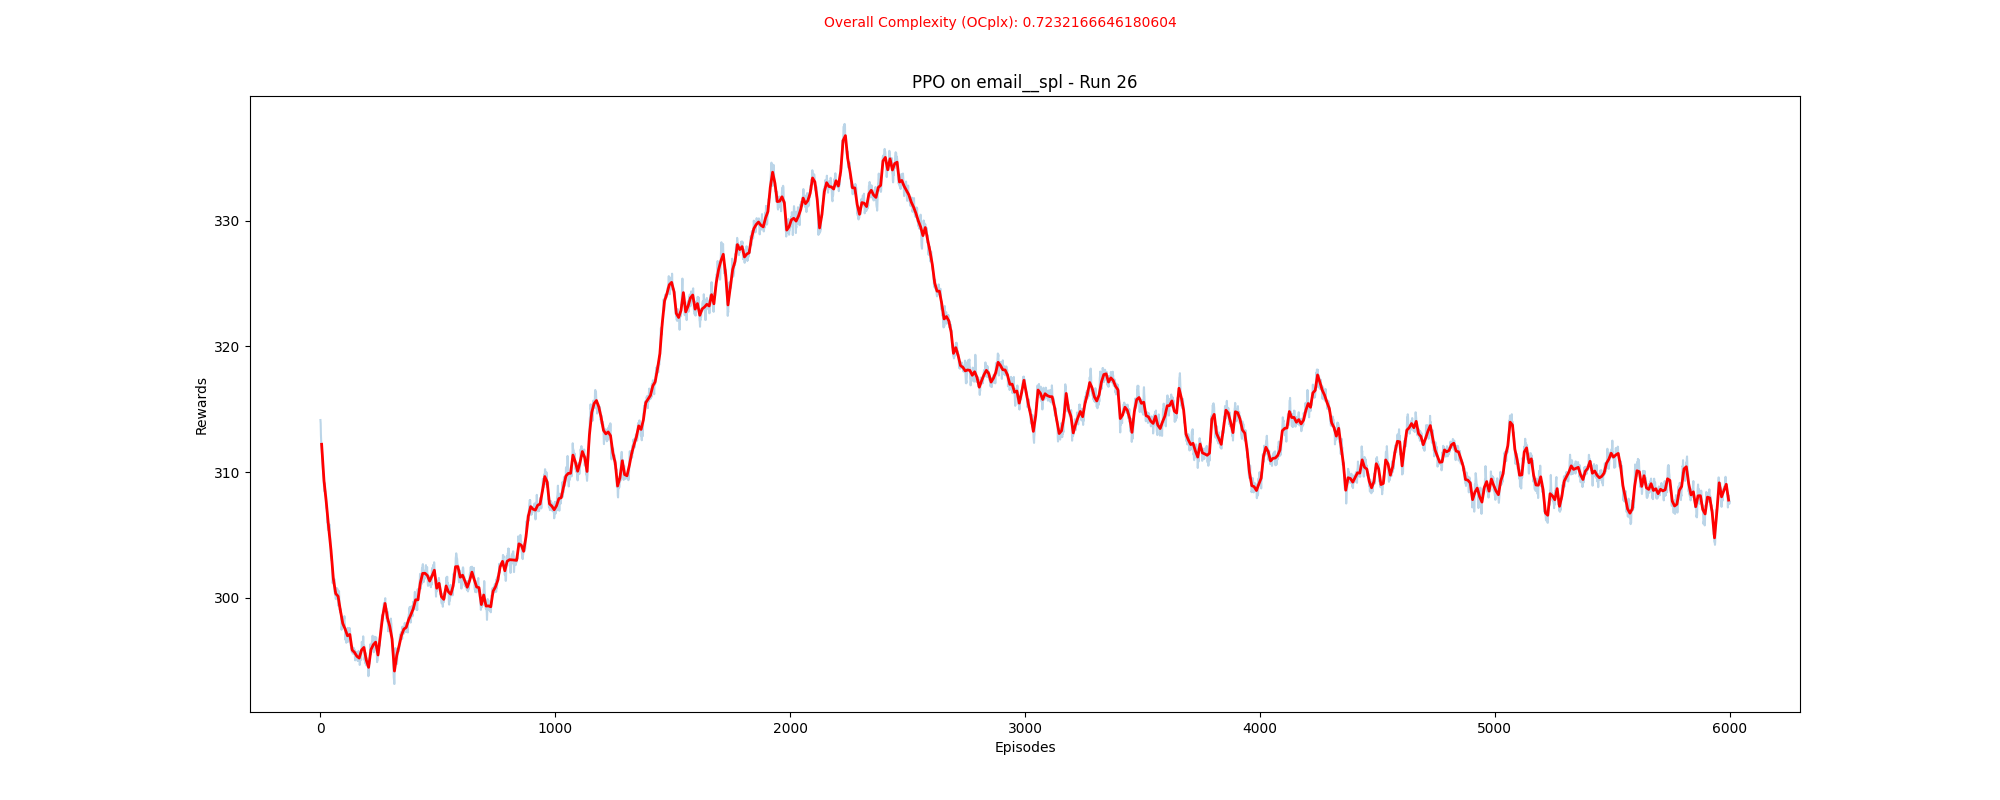 Overall Complexity (OCplx): 0.7232166646180604
PPO on email__spl - Run 26
330
320
310
300
Rewards
0 1000 2000 3000 4000 5000 6000
Episodes